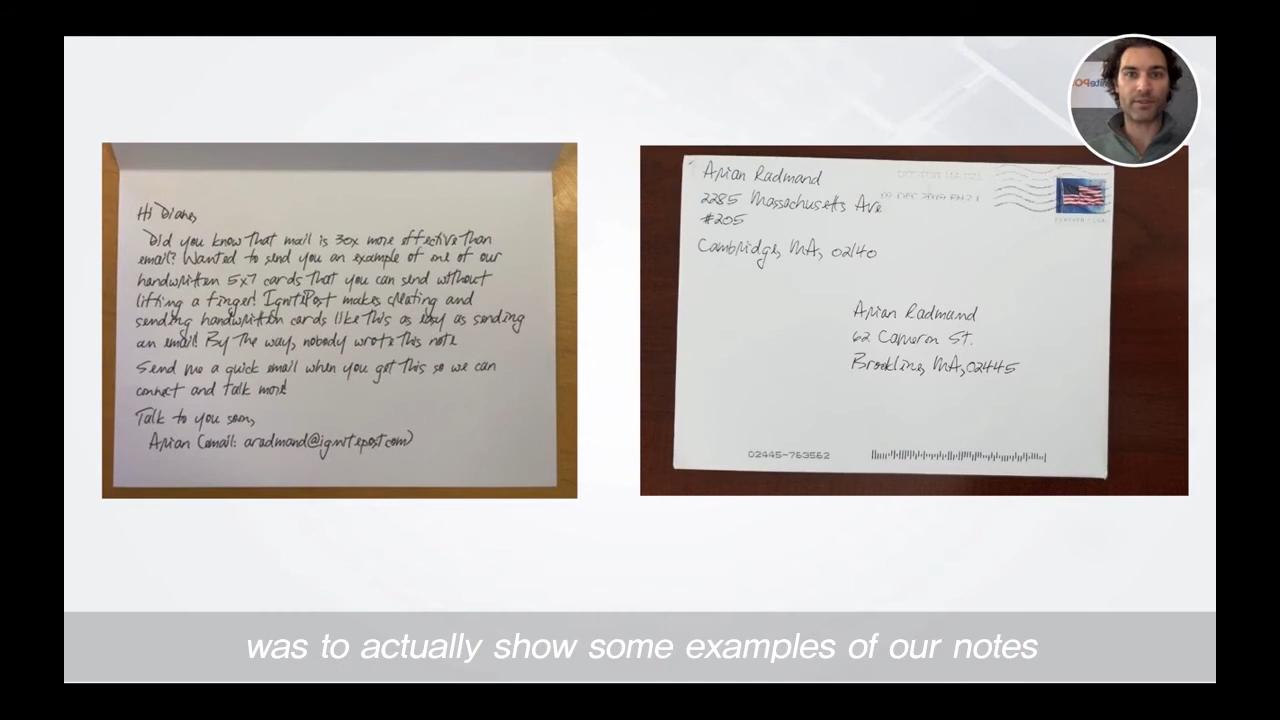 Hi Diane,
Did you know that mail is 30x more effective than
email? Wanted to send you an example of one of our
handwritten 5x7 cards that you can send without
lifting a finger! IgnitePost makes creating and
sending handwritten cards like this as easy as sending
an email! By the way, nobody wrote this note
Send me a quick email when you get this so we can
connect and talk more!
Talk to you soon,
Arian (email: aradmand@ignitepost.com)
Arian Radmand
2285 Massachusetts Ave
#205
Cambridge, MA, 02140
Arian Radmand
62 Cameron St.
Brookline, MA, 02445
02445-763562
was to actually show some examples of our notes